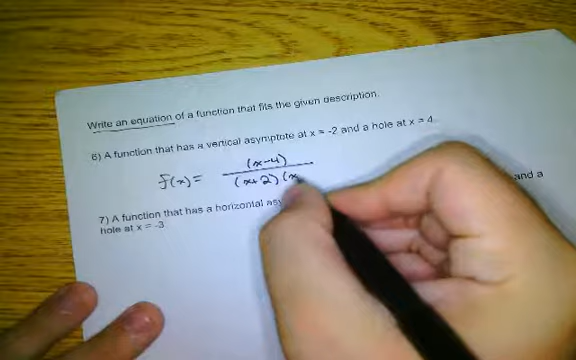 Write an equation of a function that fits the given description.
6) A function that has a vertical asymptote at x = -2 and a hole at x = 4.
(x-4)
f(x) =
(x+2)(x
7) A function that has a horizontal and a
hole at x = -3